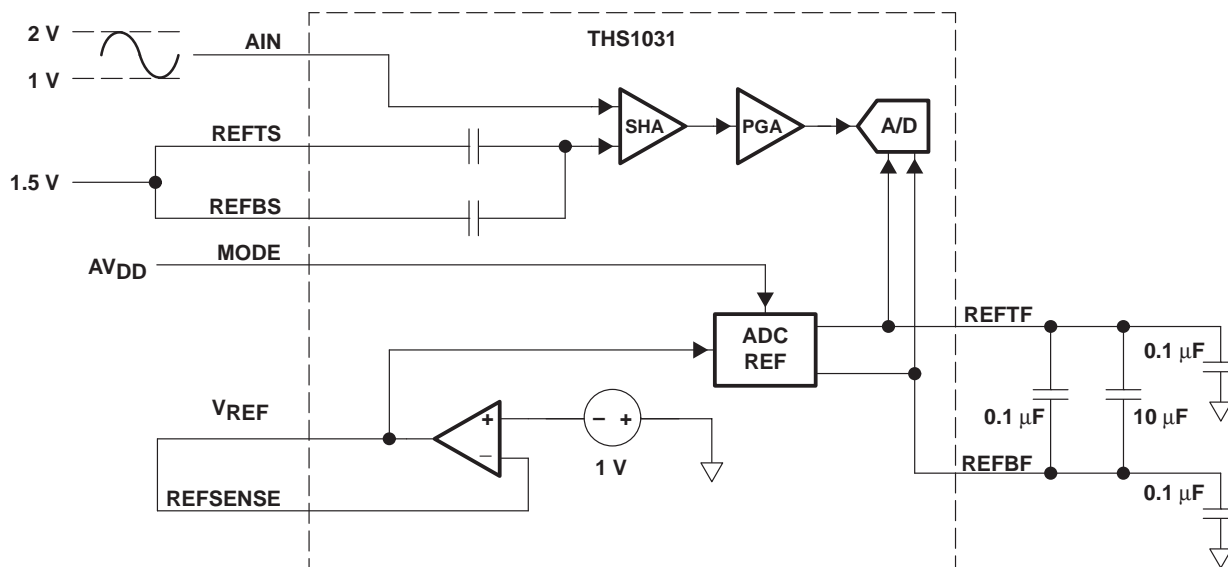 2 V
1 V
AIN
THS1031
SHA
PGA
A/D
REFTS
1.5 V
REFBS
MODE
AVDD
ADC
REF
REFTF
0.1 μF
VREF
+
−
− +
1 V
0.1 μF
10 μF
REFSENSE
REFBF
0.1 μF